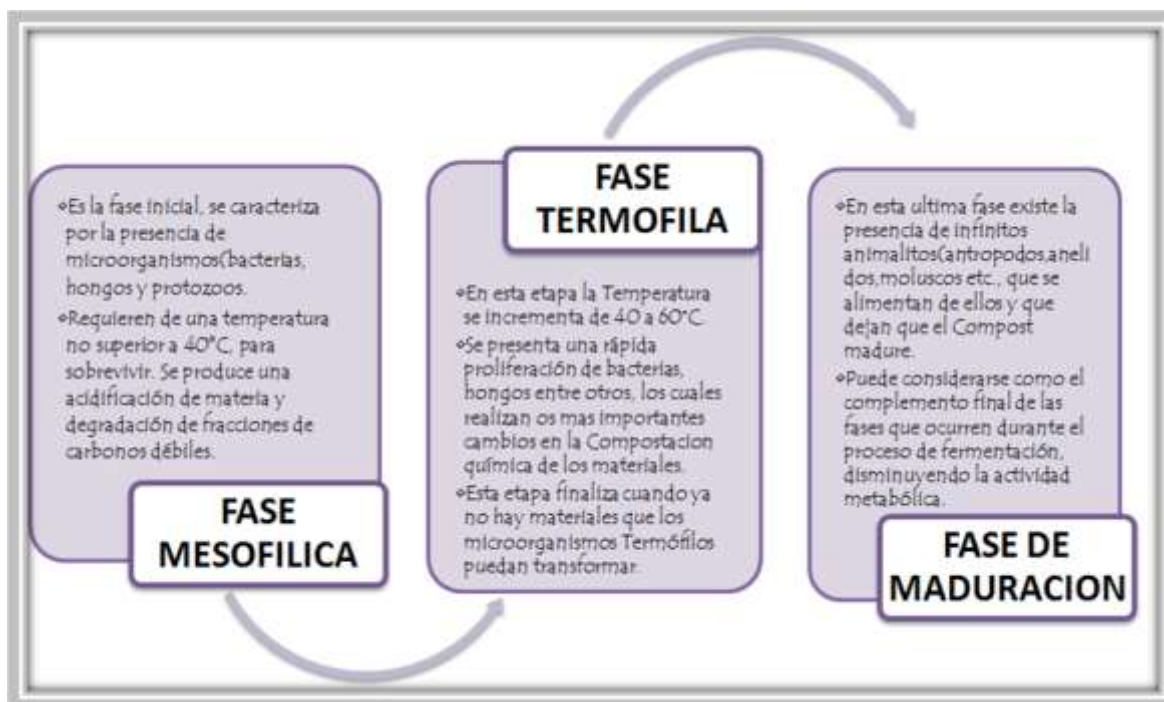 ❖Es la fase inicial, se caracteriza
por la presencia de
microorganismos(bacterias,
hongos y protozoos.
❖Requieren de una temperatura
no superior a 40°C, para
sobrevivir. Se produce una
acidificación de materia y
degradación de fracciones de
carbonos débiles.
FASE
MESOFILICA
FASE
TERMOFILA
❖En esta etapa la Temperatura
se incrementa de 40 a 60°C
❖Se presenta una rápida
proliferación de bacterias,
hongos entre otros, los cuales
realizan os mas importantes
cambios en la Compostacion
química de los materiales.
❖Esta etapa finaliza cuando ya
no hay materiales que los
microorganismos Termófilos
puedan transformar.
❖En esta ultima fase existe la
presencia de infinitos
animalitos(antropodos,aneli
dos,moluscos etc., que se
alimentan de ellos y que
dejan que el Compost
madure.
❖Puede considerarse como el
complemento final de las
fases que ocurren durante el
proceso de fermentación,
disminuyendo la actividad
metabólica.
FASE DE
MADURACION